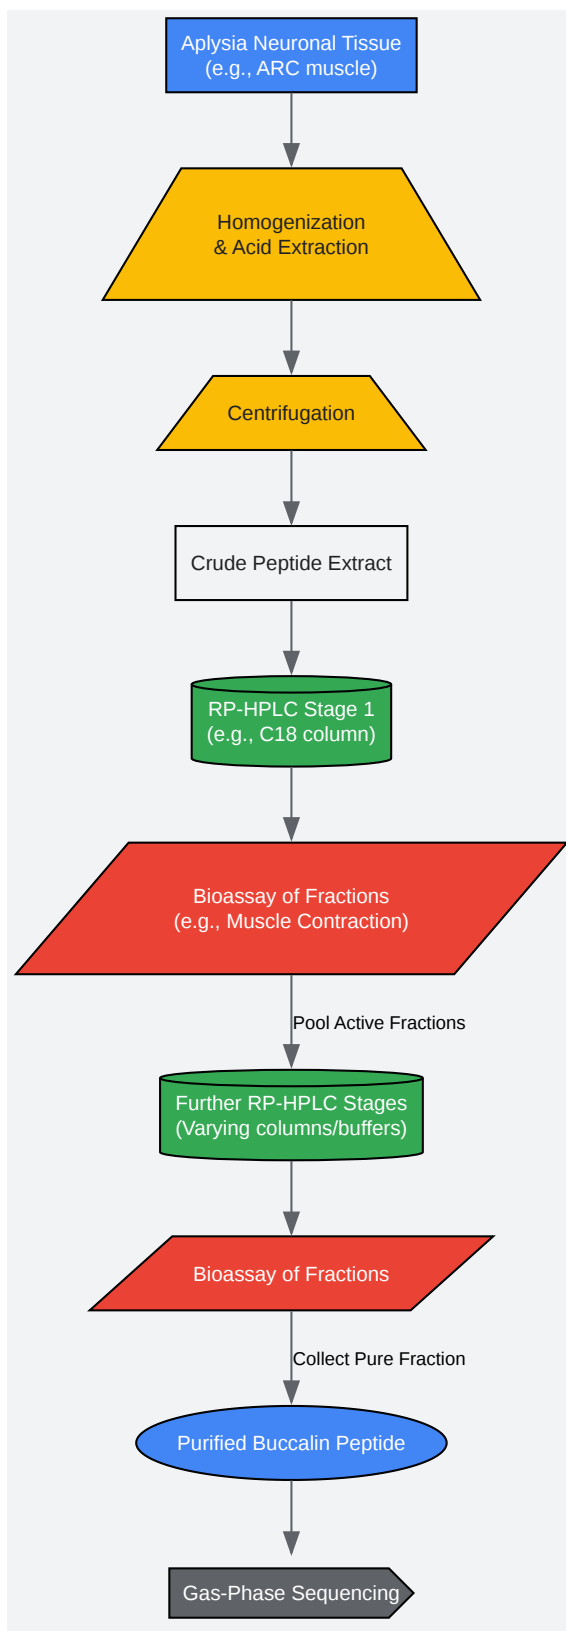 Aplysia Neuronal Tissue
(e.g., ARC muscle)
Homogenization
& Acid Extraction
Centrifugation
Crude Peptide Extract
RP-HPLC Stage 1
(e.g., C18 column)
Bioassay of Fractions
(e.g., Muscle Contraction)
Pool Active Fractions
Further RP-HPLC Stages
(Varying columns/buffers)
Bioassay of Fractions
Collect Pure Fraction
Purified Buccalin Peptide
Gas-Phase Sequencing